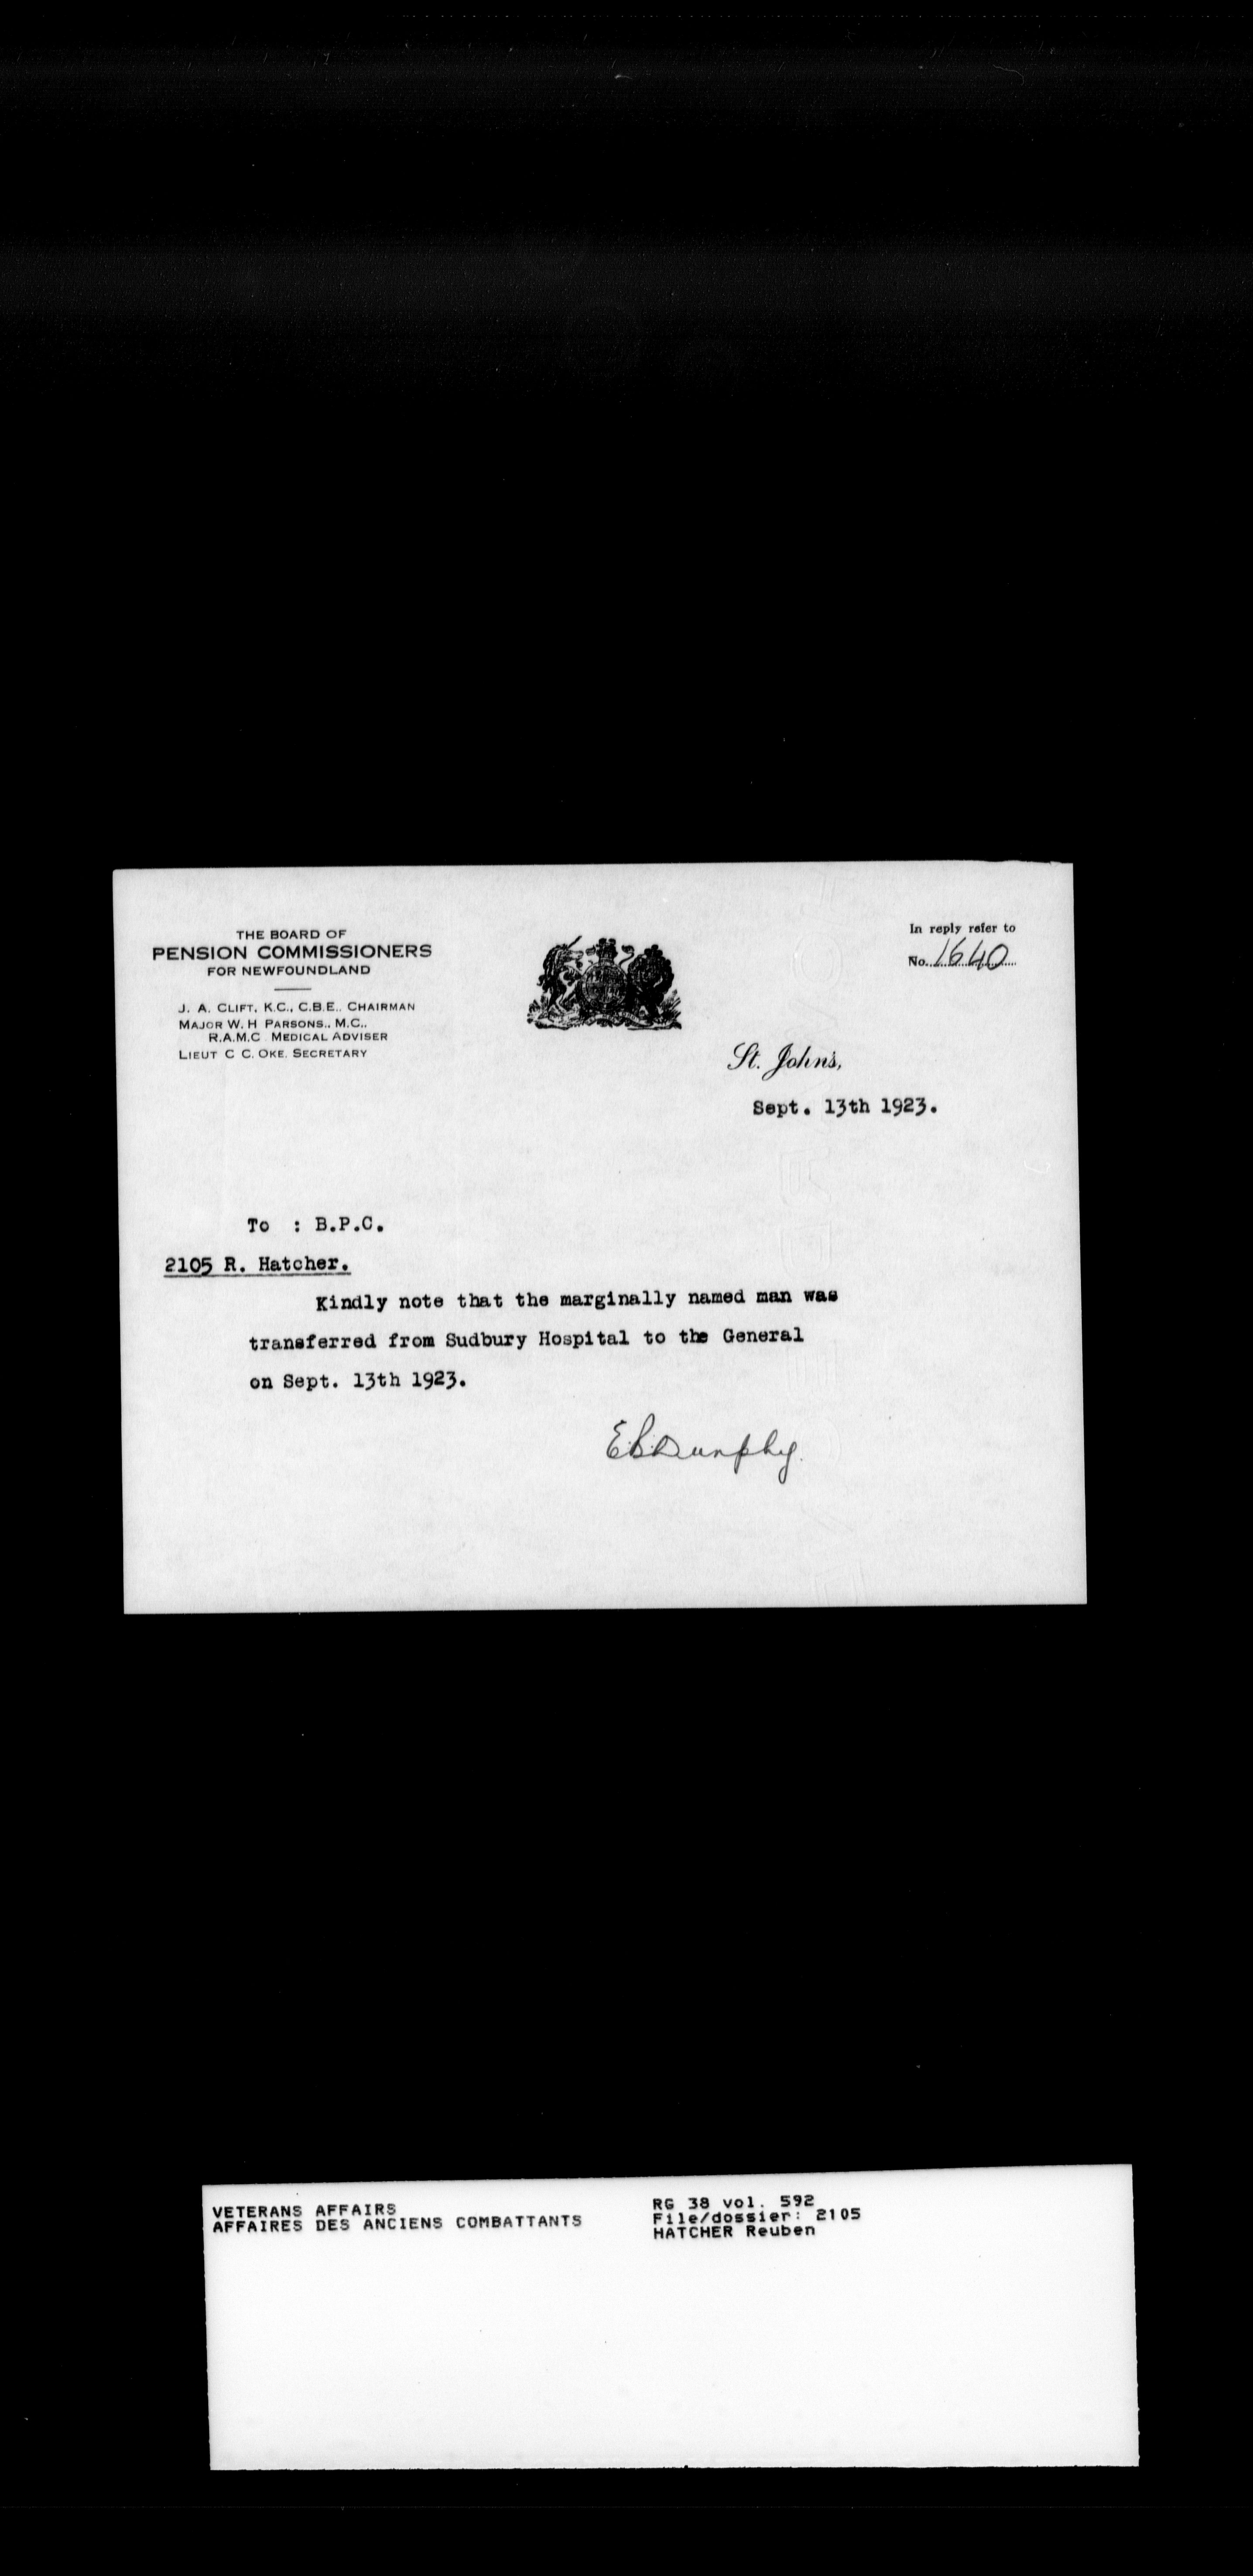 THE BOARD OF
PENSION COMMISSIONERS
FOR NEWFOUNDLAND
J. A. CLIFT, K.C., C.B.E.. CHAIRMAN
MAJOR W. H PARSONS., M.C.,
R.A.M.C MEDICAL ADVISER
LIEUT C C. OKE. SECRETARY
In reply refer to
No. 1640
St. John's,
Sept. 13th 1923.
To : B.P.C.
2105 R. Hatcher.
Kindly note that the marginally named man was
transferred from Sudbury Hospital to the General
on Sept. 13th 1923.
E.B.Dunphy.
VETERANS AFFAIRS
AFFAIRES DES ANCIENS COMBATTANTS
RG 38 vol. 592
File/dossier: 2105
HATCHER Reuben